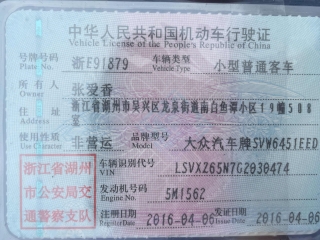 中华人民共和国机动车行驶证
Vehicle License of the People's Republic of China
号牌号码 浙E91879 车辆类型 小型普通客车
Plate No. Vehicle Type
所有人 张爱香
Owner
住址 浙江省湖州市吴兴区龙泉街道南白鱼潭小区19幢508室
Address
使用性质 非营运 品牌型号 大众汽车牌SVW6451EED
Use Character Model
浙江省湖州
市公安局交
通警察支队
车辆识别代号 LSVXZ65N7G2030474
VIN
发动机号码 5M1562
Engine No.
注册日期 2016-04-06 发证日期 2016-04-06
Register Date Issue Date